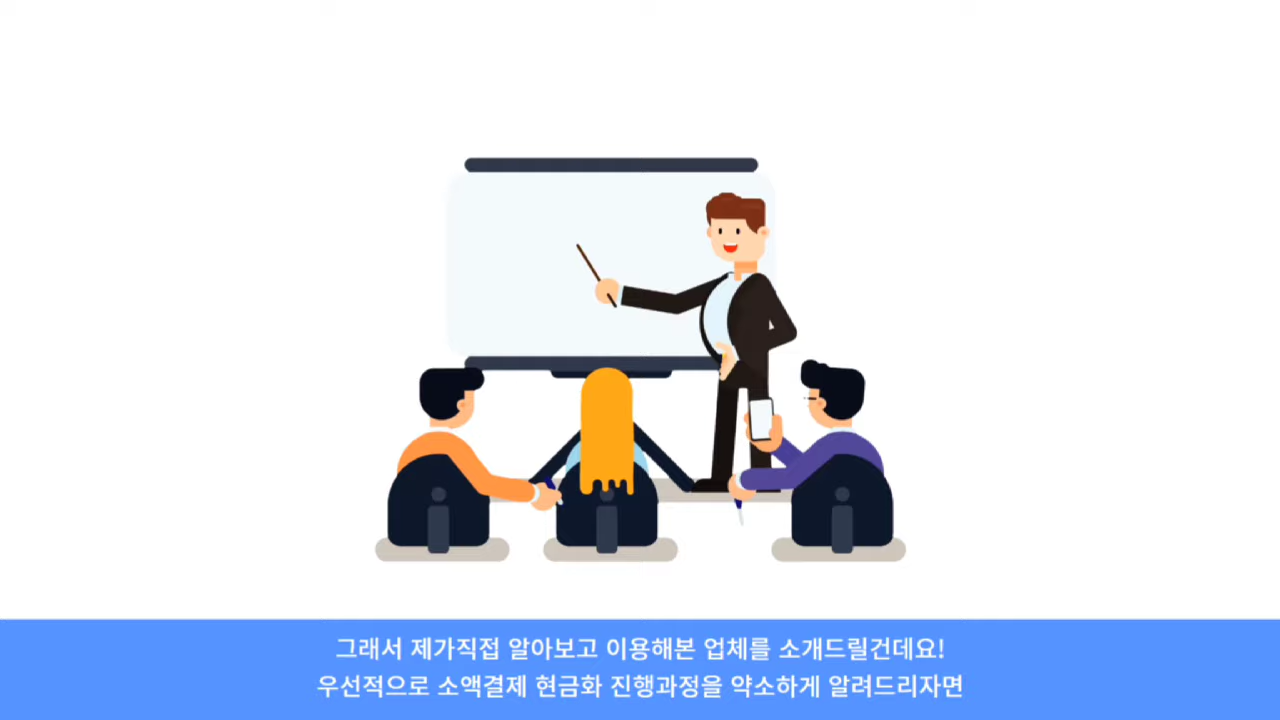 그래서 제가직접 알아보고 이용해본 업체를 소개드릴건데요!
우선적으로 소액결제 현금화 진행과정을 약소하게 알려드리자면